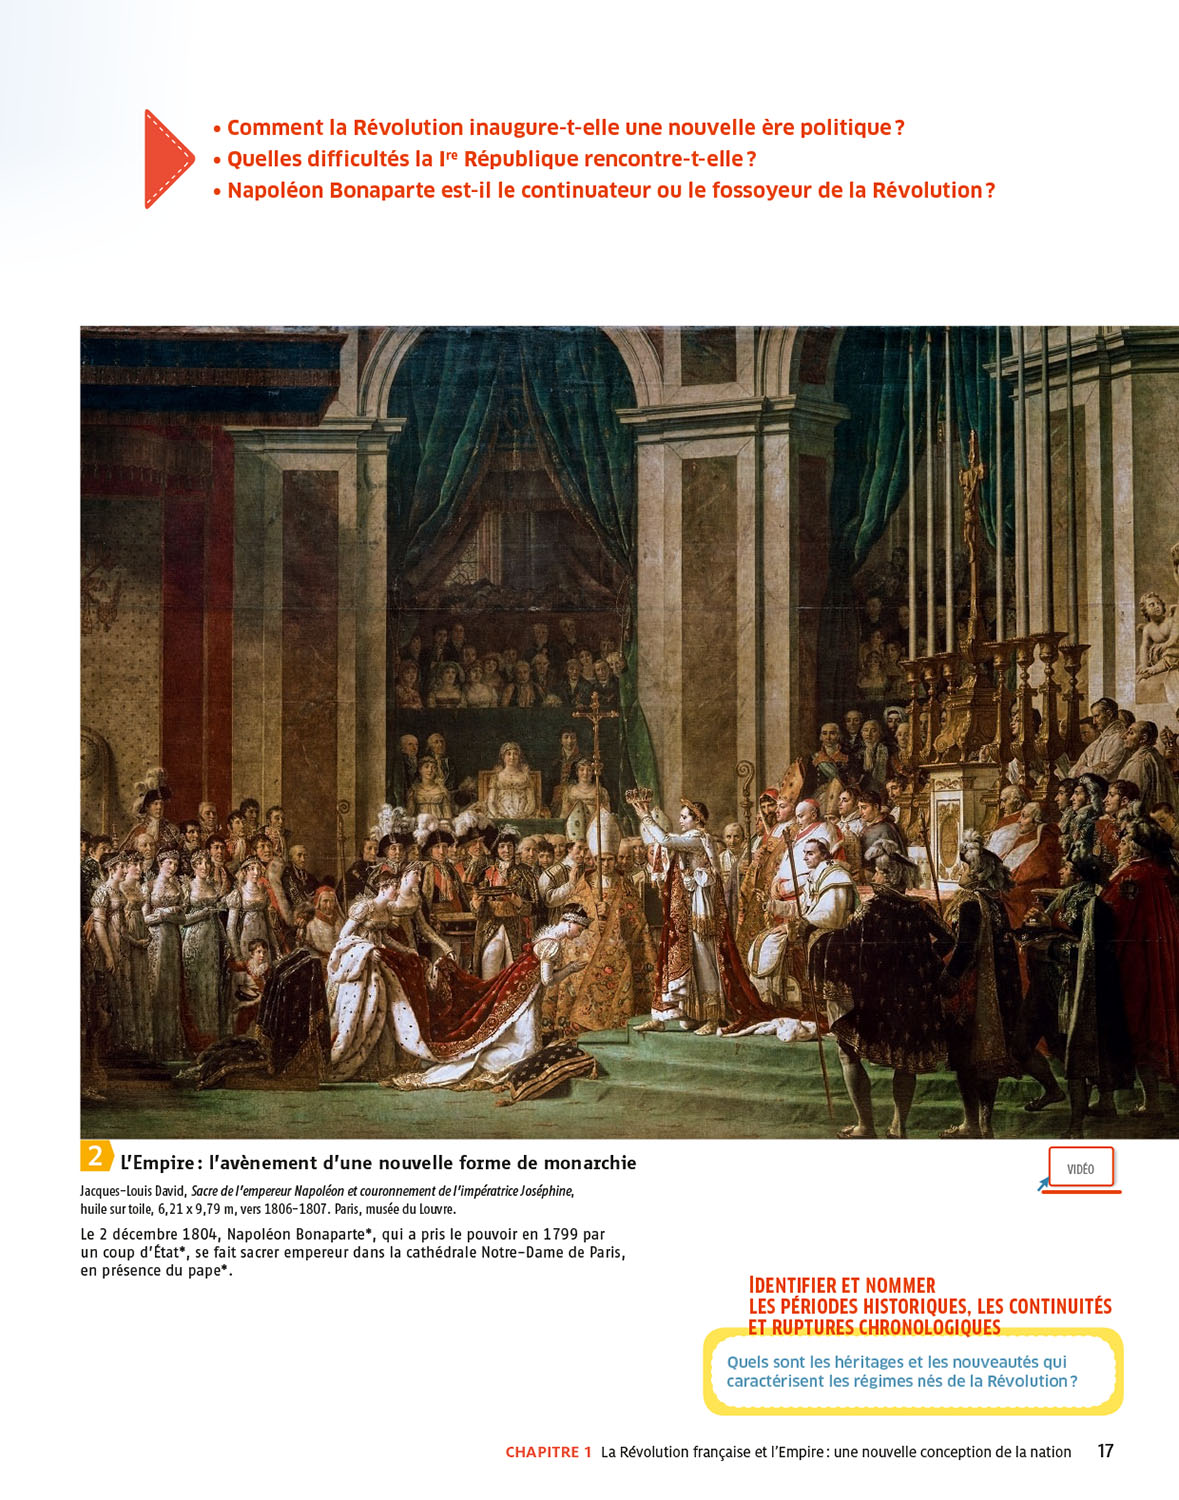 • Comment la Révolution inaugure-t-elle une nouvelle ère politique ?
• Quelles difficultés la Ire République rencontre-t-elle ?
• Napoléon Bonaparte est-il le continuateur ou le fossoyeur de la Révolution ?
2 L'Empire : l'avènement d'une nouvelle forme de monarchie
VIDÉO
Jacques-Louis David, Sacre de l'empereur Napoléon et couronnement de l'impératrice Joséphine,
huile sur toile, 6,21 x 9,79 m, vers 1806-1807. Paris, musée du Louvre.
Le 2 décembre 1804, Napoléon Bonaparte*, qui a pris le pouvoir en 1799 par
un coup d'État*, se fait sacrer empereur dans la cathédrale Notre-Dame de Paris,
en présence du pape*.
IDENTIFIER ET NOMMER
LES PÉRIODES HISTORIQUES, LES CONTINUITÉS
ET RUPTURES CHRONOLOGIQUES
Quels sont les héritages et les nouveautés qui
caractérisent les régimes nés de la Révolution ?
CHAPITRE 1 La Révolution française et l'Empire : une nouvelle conception de la nation 17